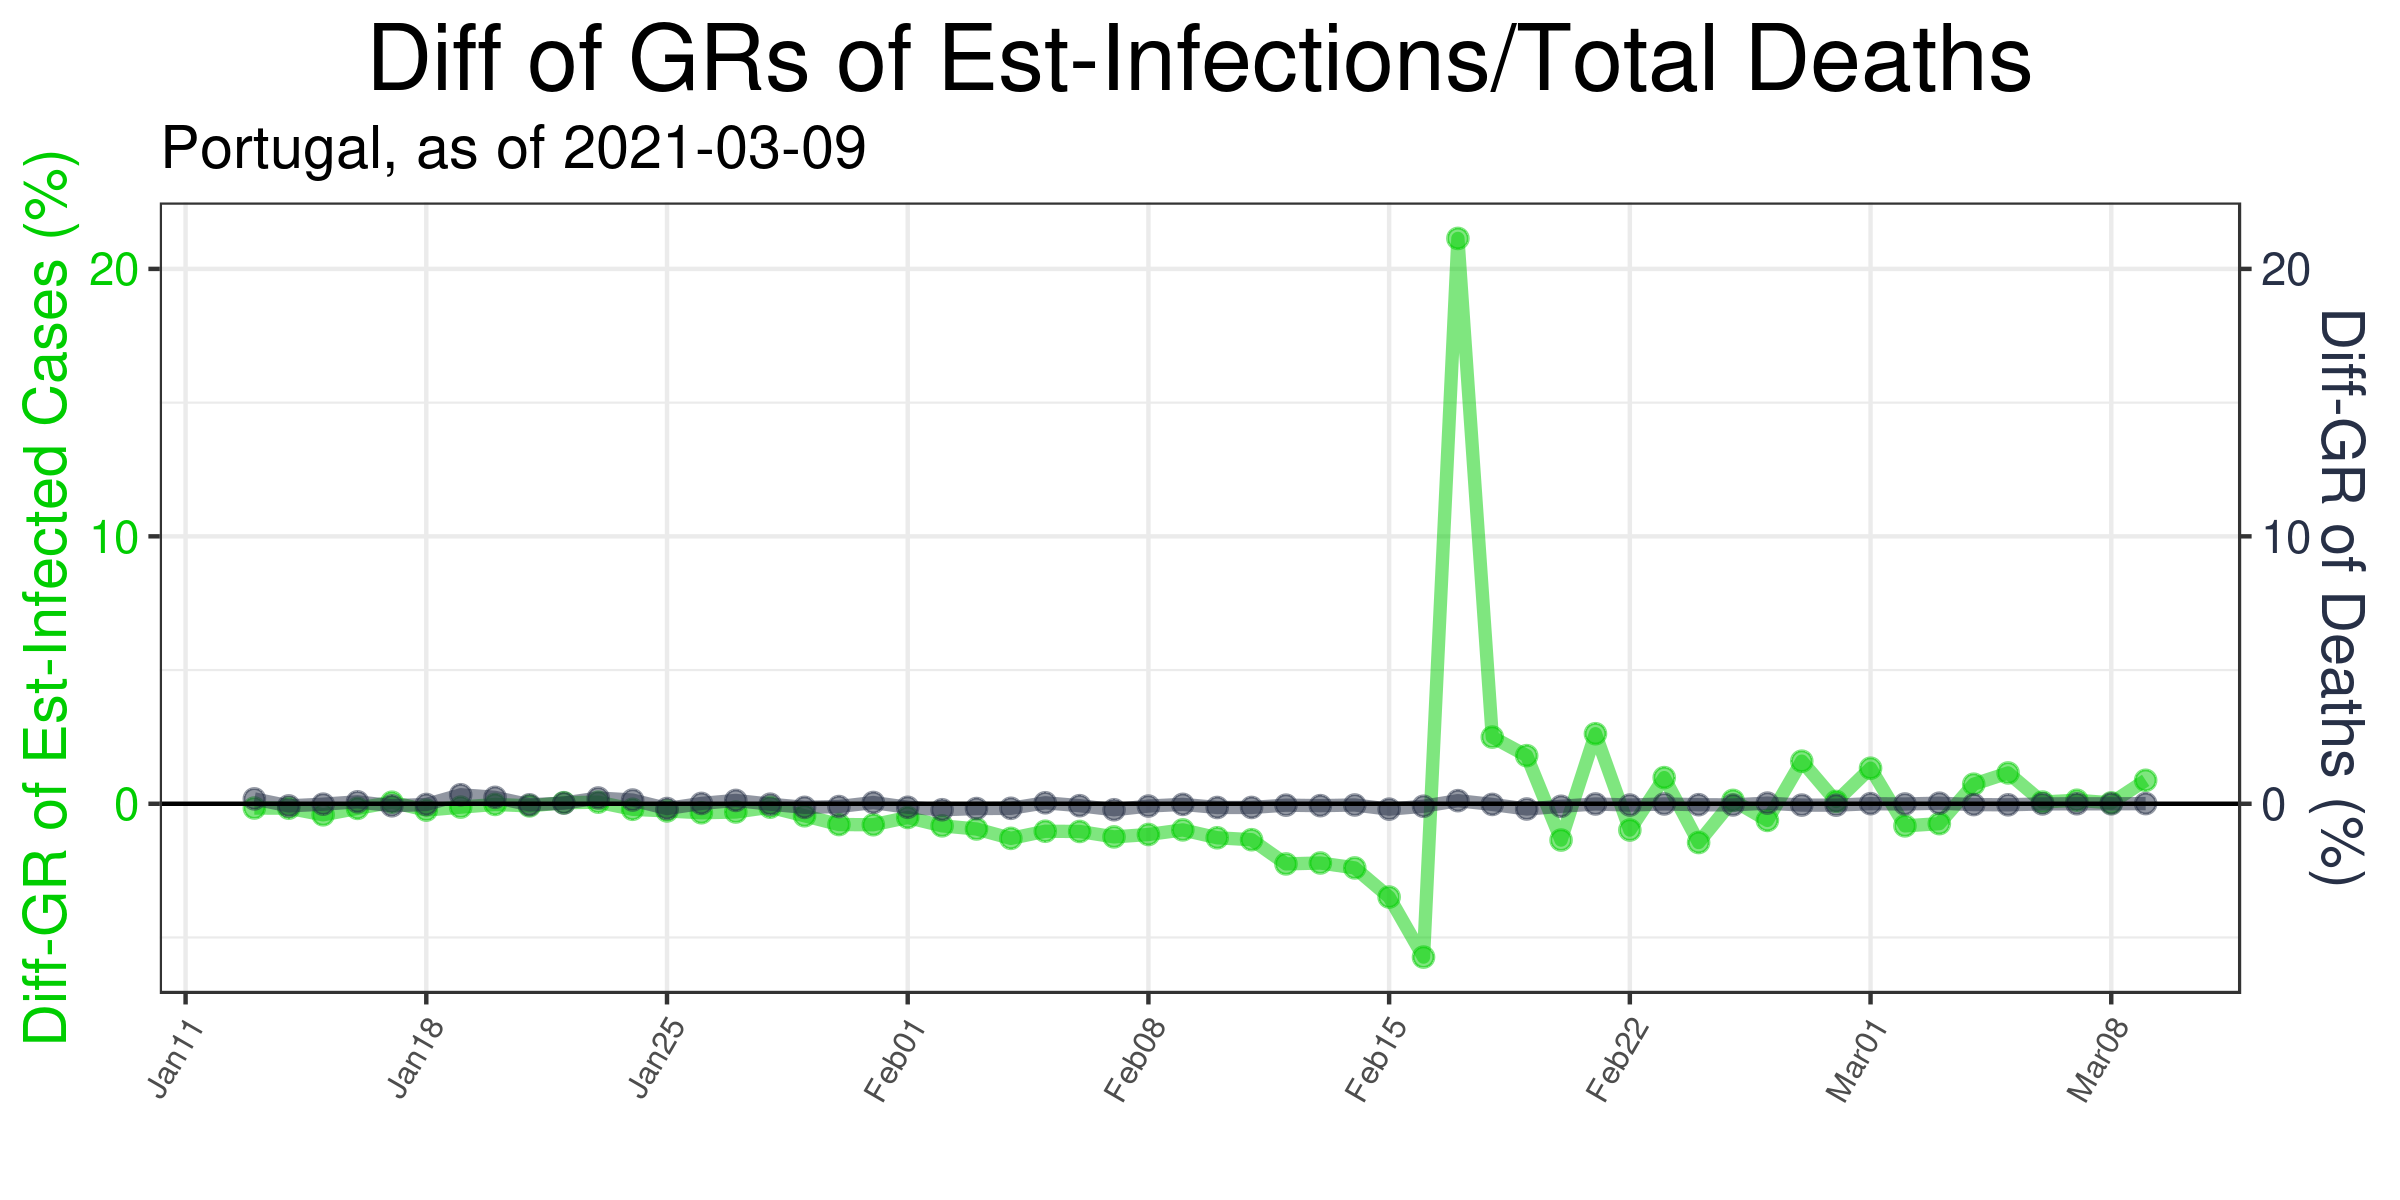 Diff of GRs of Est-Infections/Total Deaths
Portugal, as of 2021-03-09
Diff-GR of Est-Infected Cases (%)
20
10
0
20
10
0
Diff-GR of Deaths (%)
Jan11
Jan18
Jan25
Feb01
Feb08
Feb15
Feb22
Mar01
Mar08